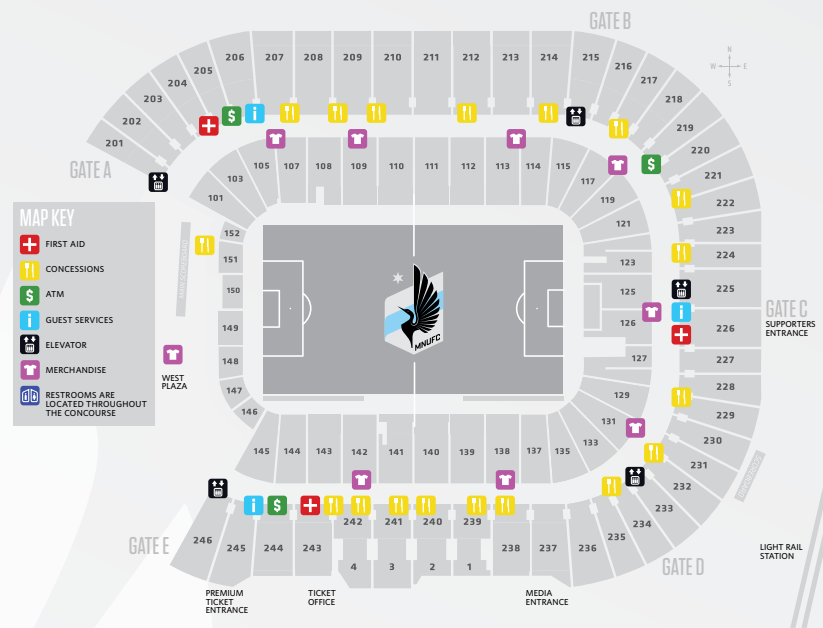 GATE B
N
W E
S
206 207 208 209 210 211 212 213 214 215
205 216
204 217
203 218
202 219
201 220
GATE A
221
222
223
224
225
226
227
228
229
230
231
232
233
234
235
236
105 107 108 109 110 111 112 113 114 115
103 117
101 119
121
123
125
126
127
129
131
133
152
151
150
149
148
147
146
MAP KEY
FIRST AID
CONCESSIONS
$ ATM
i GUEST SERVICES
ELEVATOR
MERCHANDISE
RESTROOMS ARE
LOCATED THROUGHOUT
THE CONCOURSE
WEST
PLAZA
MNUFC
GATE C
SUPPORTERS
ENTRANCE
145 144 143 142 141 140 139 138 137 135
242 241 240 239
246 245 244 243 238 237
4 3 2 1
GATE E
GATE D
PREMIUM
TICKET
ENTRANCE
TICKET
OFFICE
MEDIA
ENTRANCE
LIGHT RAIL
STATION